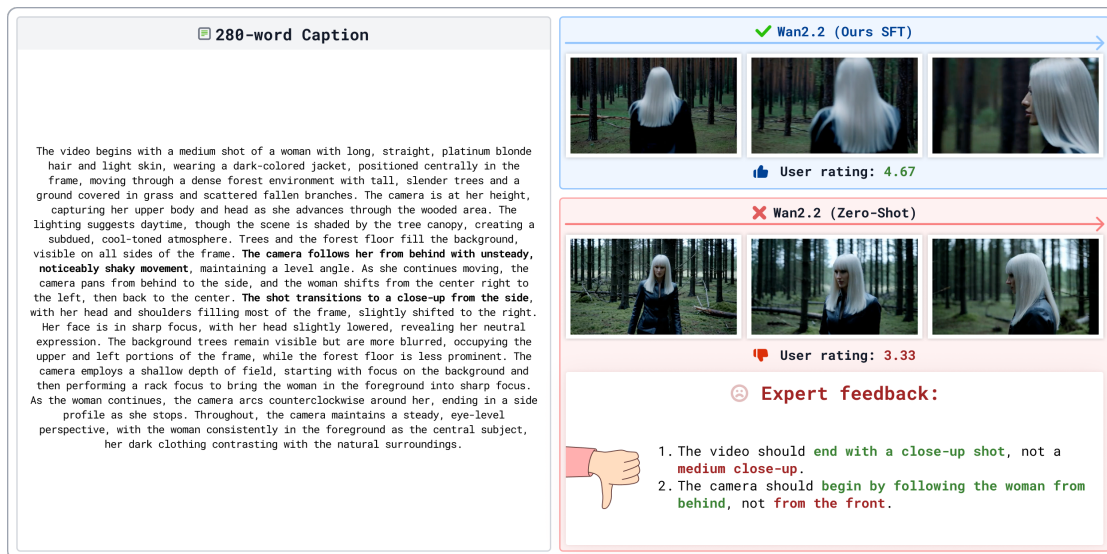 280-word Caption
The video begins with a medium shot of a woman with long, straight, platinum blonde
hair and light skin, wearing a dark-colored jacket, positioned centrally in the
frame, moving through a dense forest environment with tall, slender trees and a
ground covered in grass and scattered fallen branches. The camera is at her height,
capturing her upper body and head as she advances through the wooded area. The
lighting suggests daytime, though the scene is shaded by the tree canopy, creating a
subdued, cool-toned atmosphere. Trees and the forest floor fill the background,
visible on all sides of the frame. The camera follows her from behind with unsteady,
noticeably shaky movement, maintaining a level angle. As she continues moving, the
camera pans from behind to the side, and the woman shifts from the center right to
the left, then back to the center. The shot transitions to a close-up from the side,
with her head and shoulders filling most of the frame, slightly shifted to the right.
Her face is in sharp focus, with her head slightly lowered, revealing her neutral
expression. The background trees remain visible but are more blurred, occupying the
upper and left portions of the frame, while the forest floor is less prominent. The
camera employs a shallow depth of field, starting with focus on the background and
then performing a rack focus to bring the woman in the foreground into sharp focus.
As the woman continues, the camera arcs counterclockwise around her, ending in a side
profile as she stops. Throughout, the camera maintains a steady, eye-level
perspective, with the woman consistently in the foreground as the central subject,
her dark clothing contrasting with the natural surroundings.
Wan2.2 (Ours SFT)
User rating: 4.67
Wan2.2 (Zero-Shot)
User rating: 3.33
Expert feedback:
1. The video should end with a close-up shot, not a
medium close-up.
2. The camera should begin by following the woman from
behind, not from the front.